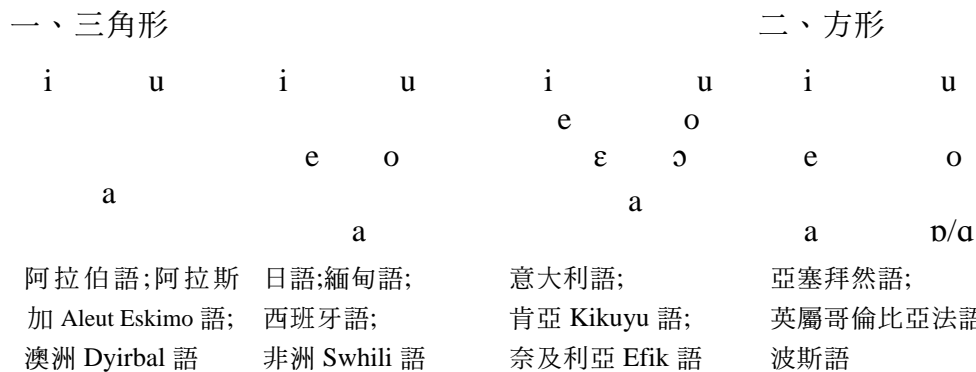 一、三角形 二、方形
i u i u i u i u
e o
e o ɛ ɔ e o
a a
a a ɒ/ɑ
阿拉伯語;阿拉斯 日語;緬甸語; 意大利語; 亞塞拜然語;
加 Aleut Eskimo 語; 西班牙語; 肯亞 Kikuyu 語; 英屬哥倫比亞法語
澳洲 Dyirbal 語 非洲 Swhili 語 奈及利亞 Efik 語 波斯語